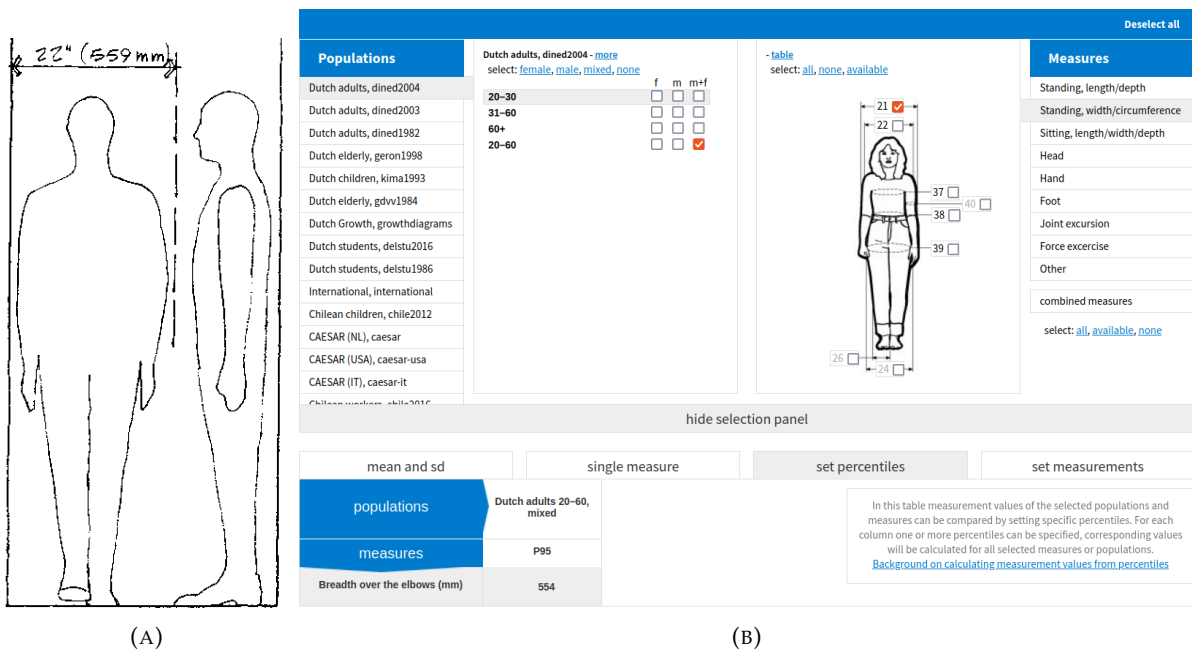 22" (559 mm)
Deselect all
Populations
Dutch adults, dined2004
Dutch adults, dined2003
Dutch adults, dined1982
Dutch elderly, geron1998
Dutch children, kima1993
Dutch elderly, gdvv1984
Dutch Growth, growthdiagrams
Dutch students, delstu2016
Dutch students, delstu1986
International, international
Chilean children, chile2012
CAESAR (NL), caesar
CAESAR (USA), caesar-usa
CAESAR (IT), caesar-it
Chilean workers, chile2016
Dutch adults, dined2004 - more
select: female, male, mixed, none
f m m+f
20–30
31–60
60+
20–60
- table
select: all, none, available
21
22
37
40
38
39
26
24
Measures
Standing, length/depth
Standing, width/circumference
Sitting, length/width/depth
Head
Hand
Foot
Joint excursion
Force excercise
Other
combined measures
select: all, available, none
hide selection panel
mean and sd
single measure
set percentiles
set measurements
populations
Dutch adults 20–60,
mixed
measures
P95
Breadth over the elbows (mm)
554
In this table measurement values of the selected populations and
measures can be compared by setting specific percentiles. For each
column one or more percentiles can be specified, corresponding values
will be calculated for all selected measures or populations.
Background on calculating measurement values from percentiles
(A)
(B)